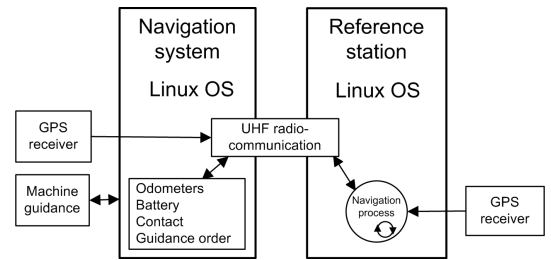 Navigation
system
Linux OS
Reference
station
Linux OS
GPS
receiver
UHF radio-
communication
Machine
guidance
Odometers
Battery
Contact
Guidance order
Navigation
process
GPS
receiver